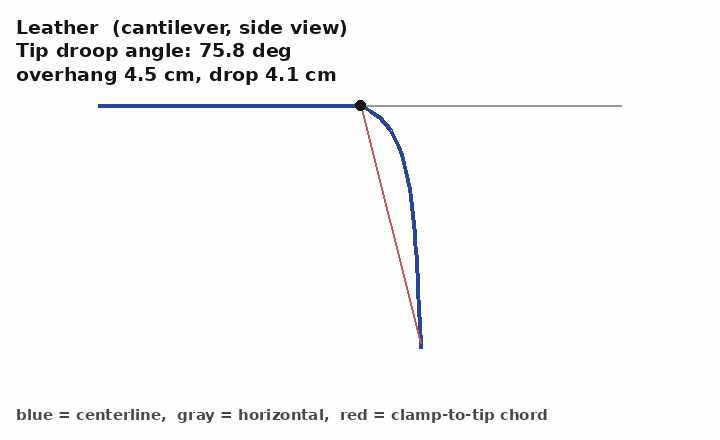 Leather  (cantilever, side view)
Tip droop angle: 75.8 deg
overhang 4.5 cm, drop 4.1 cm
blue = centerline,  gray = horizontal,  red = clamp-to-tip chord